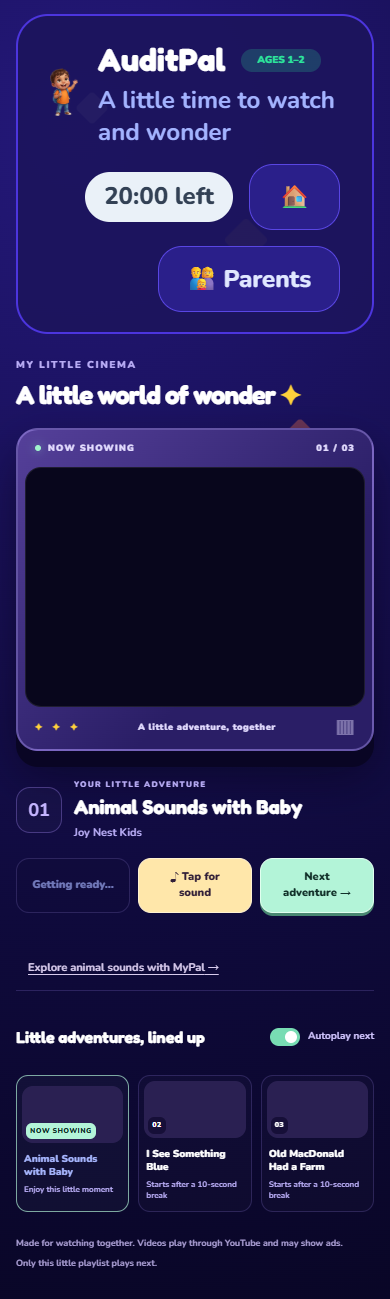 AuditPal
AGES 1–2
A little time to watch
and wonder
20:00 left
Parents
MY LITTLE CINEMA
A little world of wonder
NOW SHOWING
01 / 03
A little adventure, together
YOUR LITTLE ADVENTURE
01
Animal Sounds with Baby
Joy Nest Kids
Getting ready...
♪ Tap for
sound
Next
adventure →
Explore animal sounds with MyPal →
Little adventures, lined up
Autoplay next
NOW SHOWING
Animal Sounds
with Baby
Enjoy this little moment
02
I See Something
Blue
Starts after a 10-second
break
03
Old MacDonald
Had a Farm
Starts after a 10-second
break
Made for watching together. Videos play through YouTube and may show ads.
Only this little playlist plays next.